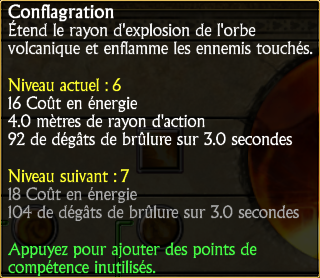 Conflagration
Étend le rayon d'explosion de l'orbe
volcanique et enflamme les ennemis touchés.
Niveau actuel : 6
16 Coût en énergie
4.0 mètres de rayon d'action
92 de dégâts de brûlure sur 3.0 secondes
Niveau suivant : 7
18 Coût en énergie
104 de dégâts de brûlure sur 3.0 secondes
Appuyez pour ajouter des points de
compétence inutilisés.